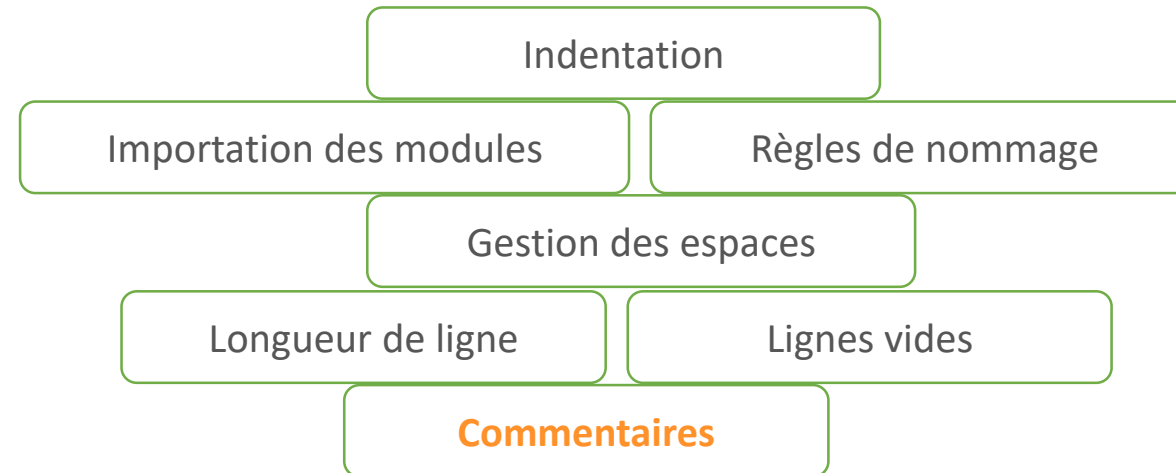 Indentation
Importation des modules
Règles de nommage
Gestion des espaces
Longueur de ligne
Lignes vides
Commentaires